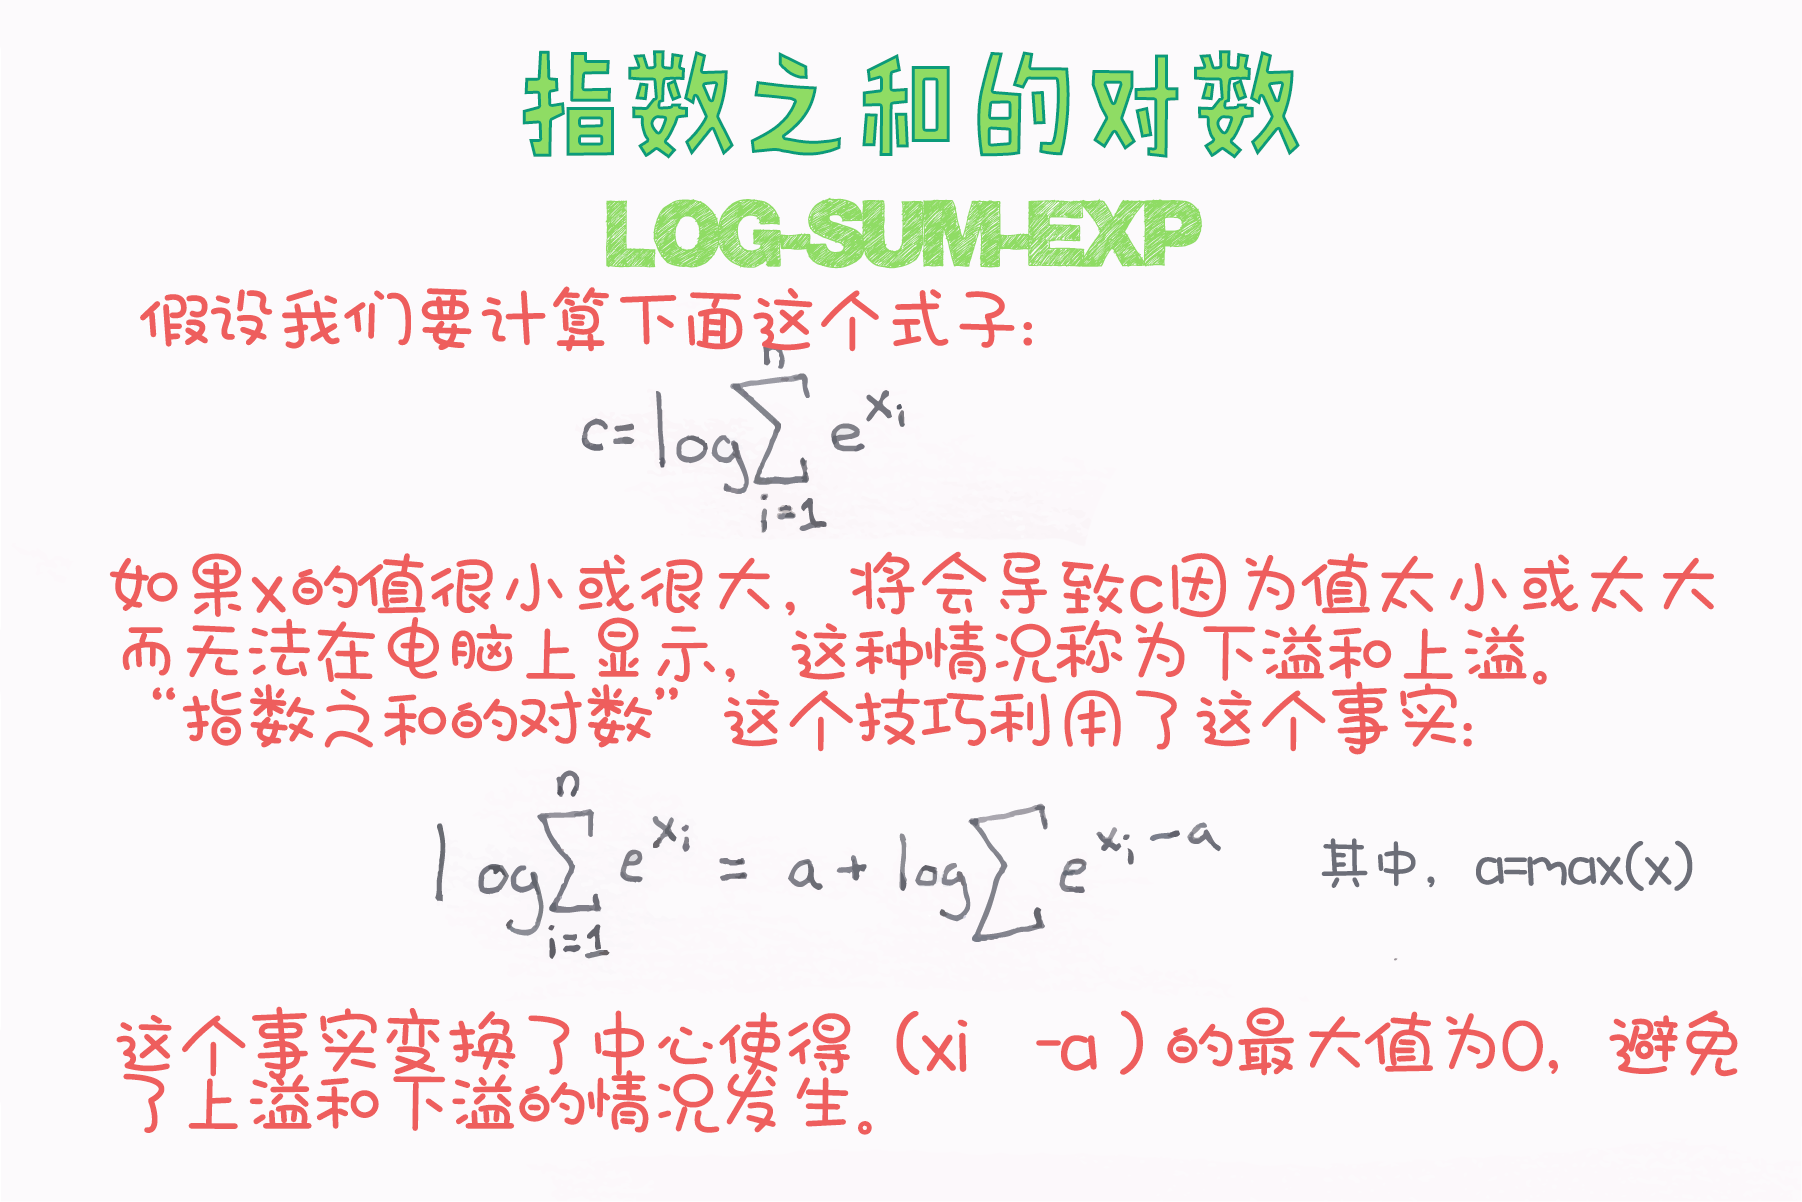 指数之和的对数
LOG-SUM-EXP
假设我们要计算下面这个式子：
c = log ∑_{i=1}^{n} e^{x_i}
如果x的值很小或很大，将会导致c因为值太小或太大
而无法在电脑上显示，这种情况称为下溢和上溢。
“指数之和的对数”这个技巧利用了这个事实：
log ∑_{i=1}^{n} e^{x_i} = a + log ∑ e^{x_i - a} 其中，a=max(x)
这个事实变换了中心使得（xi -a）的最大值为0，避免
了上溢和下溢的情况发生。